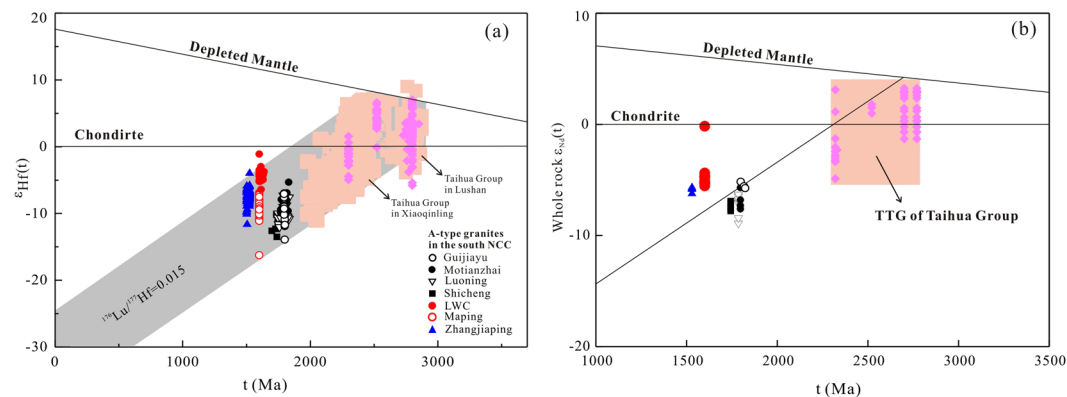 20
10
0
-10
-20
-30
0
1000
2000
3000
εHf(t)
t (Ma)
(a)
Depleted Mantle
Chondirte
¹⁷⁶Lu/¹⁷⁷Hf=0.015
Taihua Group
in Lushan
Taihua Group
in Xiaoqinling
A-type granites
in the south NCC
Guijiayu
Motianzhai
Luoning
Shicheng
LWC
Maping
Zhangjiaping
10
0
-10
-20
1000
1500
2000
2500
3000
3500
Whole rock εNd(t)
t (Ma)
(b)
Depleted Mantle
Chondrite
TTG of Taihua Group